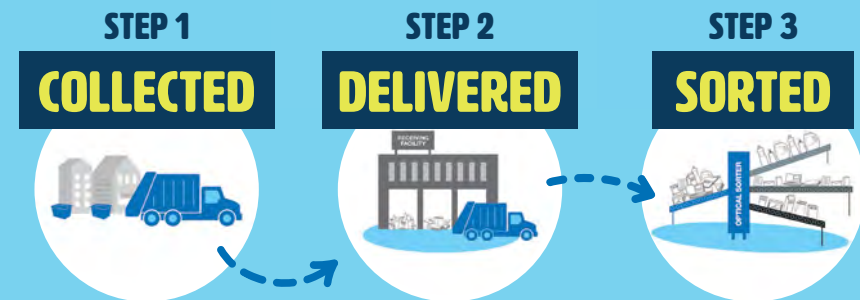 STEP 1
COLLECTED
STEP 2
DELIVERED
RECEIVING
FACILITY
STEP 3
SORTED
OPTICAL SORTER